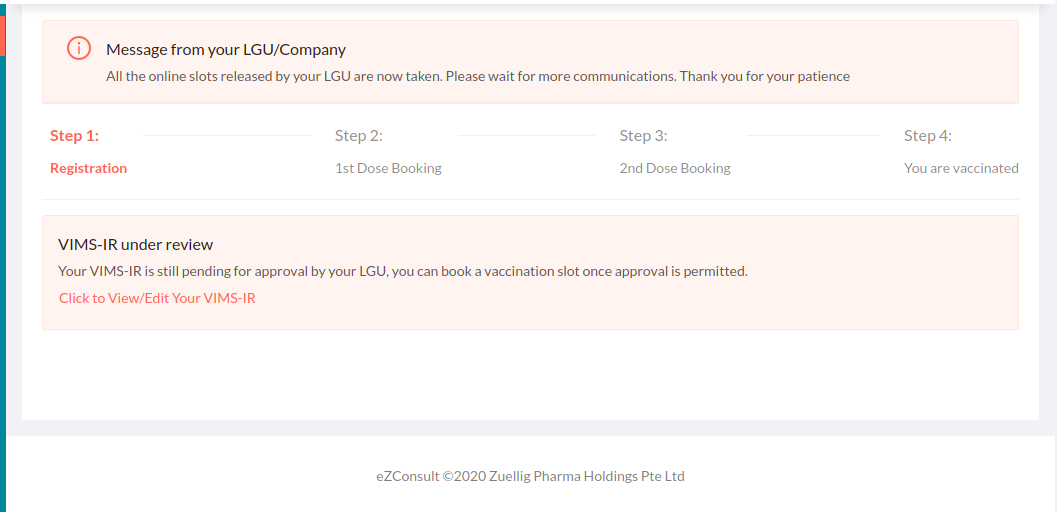 Message from your LGU/Company
All the online slots released by your LGU are now taken. Please wait for more communications. Thank you for your patience
Step 1:
Registration
Step 2:
1st Dose Booking
Step 3:
2nd Dose Booking
Step 4:
You are vaccinated
VIMS-IR under review
Your VIMS-IR is still pending for approval by your LGU, you can book a vaccination slot once approval is permitted.
Click to View/Edit Your VIMS-IR
eZConsult ©2020 Zuellig Pharma Holdings Pte Ltd